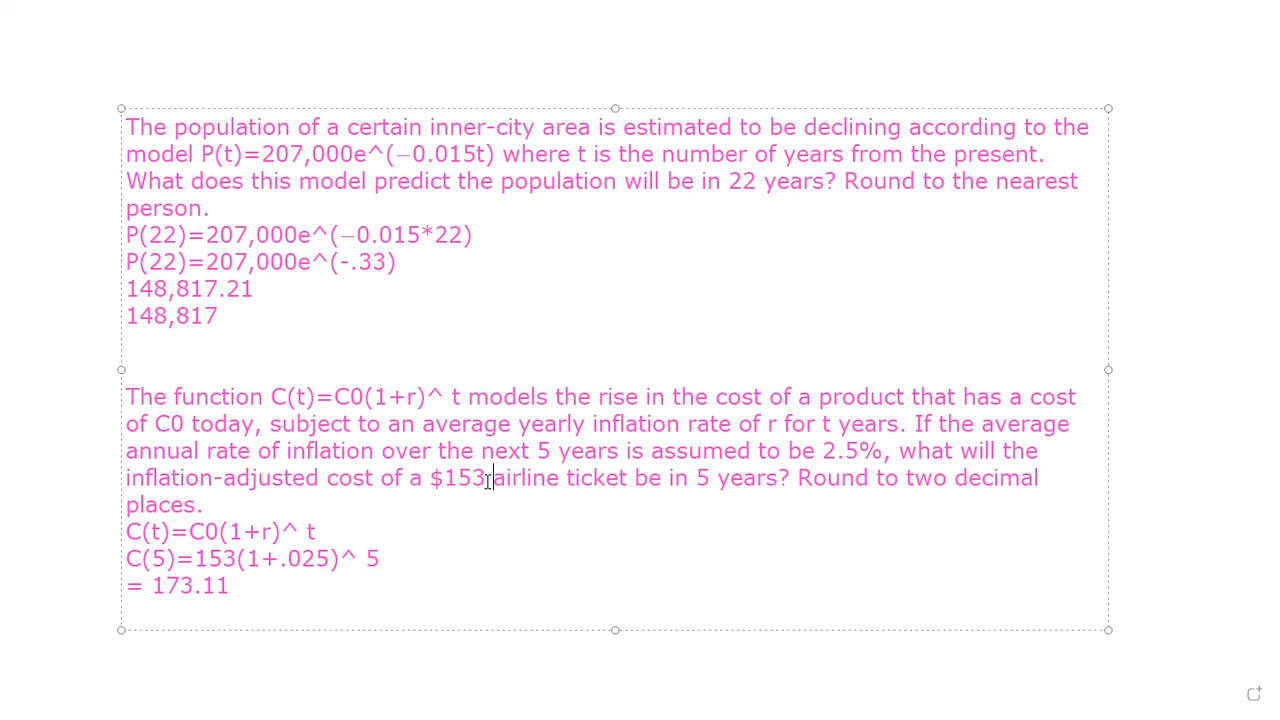 The population of a certain inner-city area is estimated to be declining according to the
model P(t)=207,000e^(−0.015t) where t is the number of years from the present.
What does this model predict the population will be in 22 years? Round to the nearest
person.
P(22)=207,000e^(−0.015*22)
P(22)=207,000e^(-.33)
148,817.21
148,817
The function C(t)=C0(1+r)^ t models the rise in the cost of a product that has a cost
of C0 today, subject to an average yearly inflation rate of r for t years. If the average
annual rate of inflation over the next 5 years is assumed to be 2.5%, what will the
inflation-adjusted cost of a $153 airline ticket be in 5 years? Round to two decimal
places.
C(t)=C0(1+r)^ t
C(5)=153(1+.025)^ 5
= 173.11